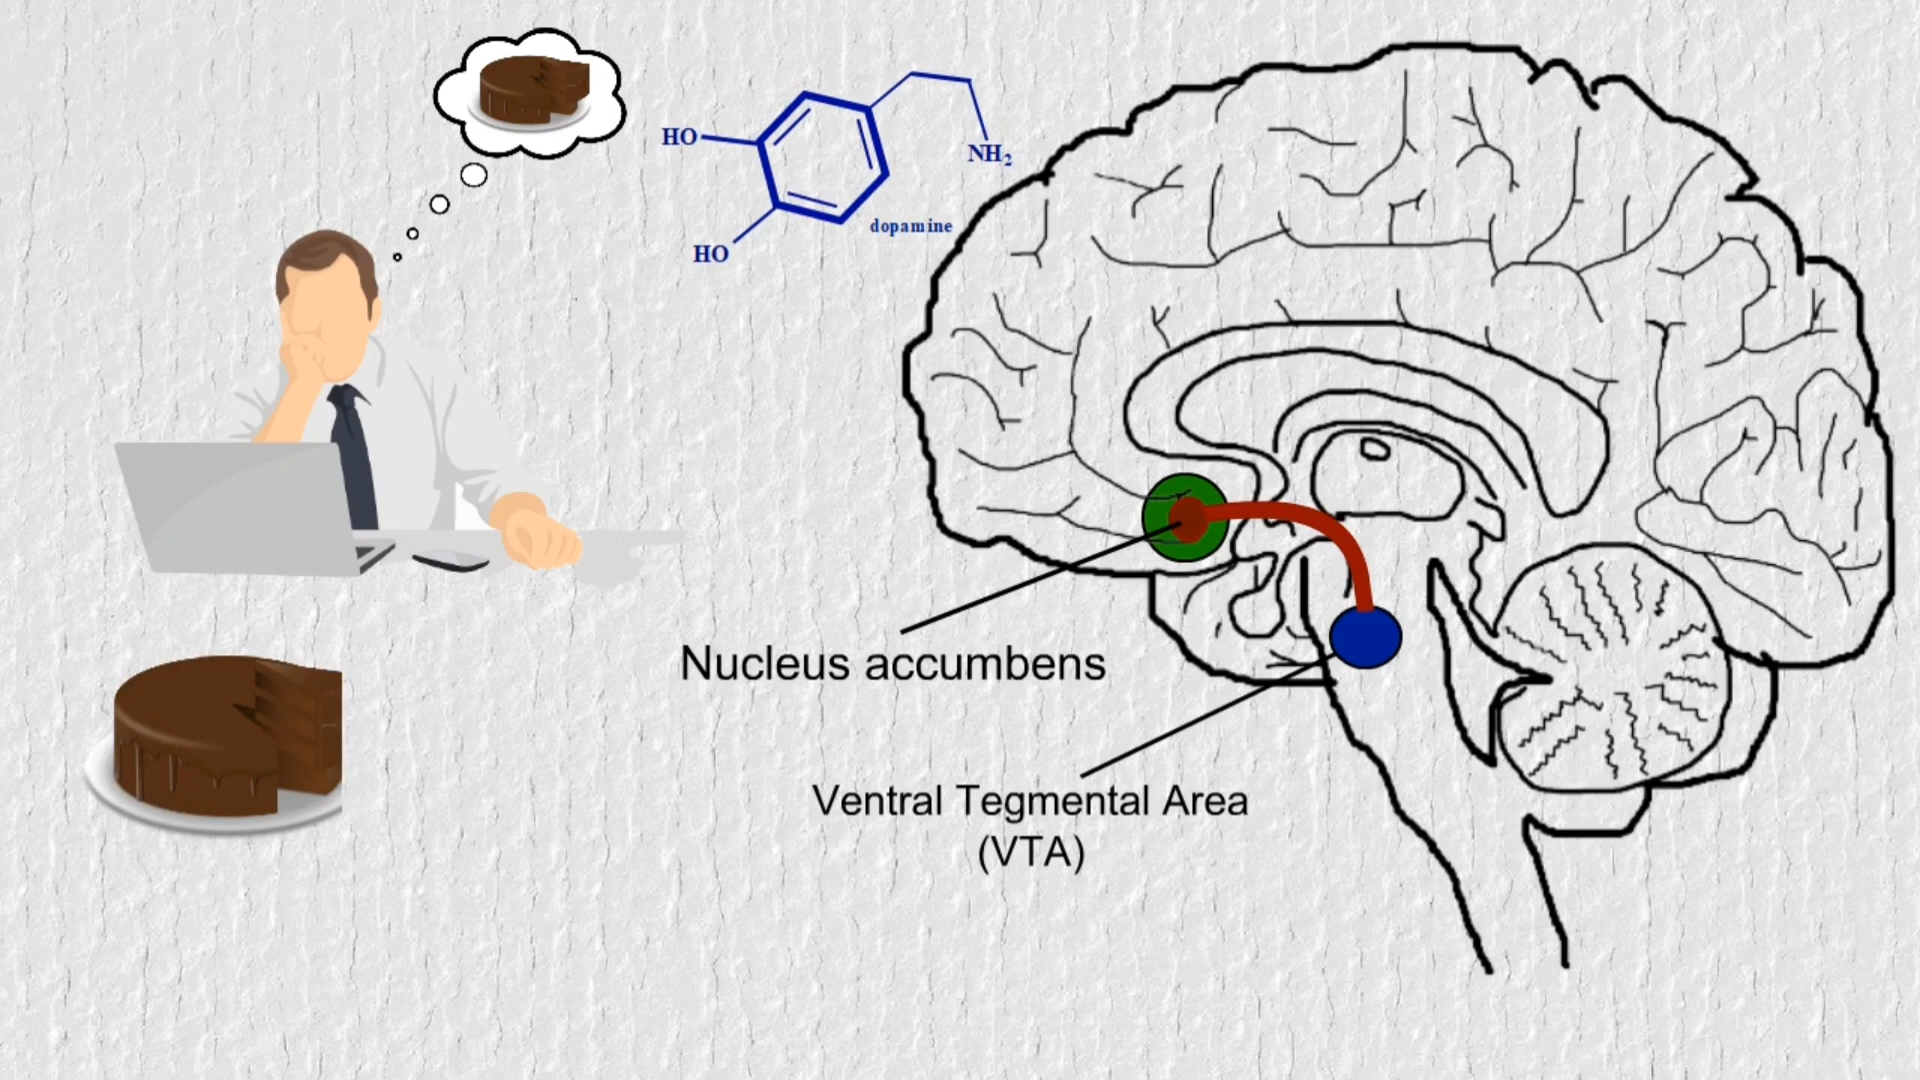 HO
NH₂
dopamine
HO
Nucleus accumbens
Ventral Tegmental Area
(VTA)